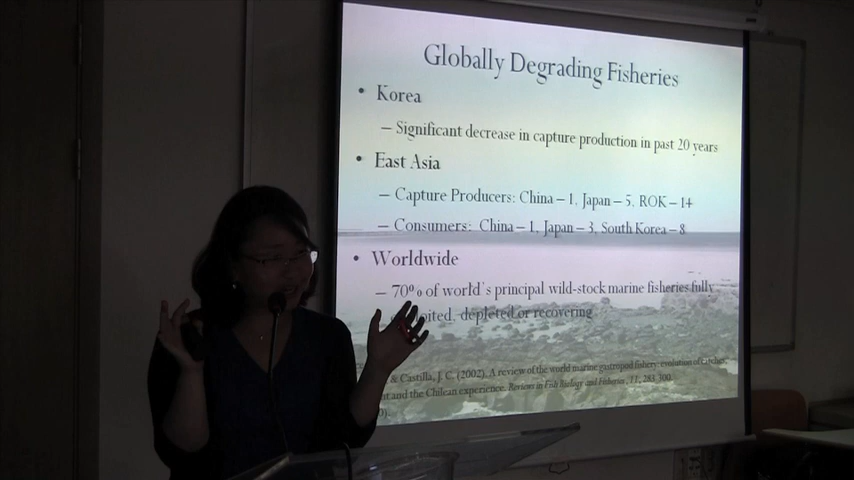 Globally Degrading Fisheries
• Korea
– Significant decrease in capture production in past 20 years
• East Asia
– Capture Producers: China – 1, Japan – 5, ROK – 14
– Consumers: China – 1, Japan – 3, South Korea – 8
• Worldwide
– 70% of world's principal wild-stock marine fisheries fully
depleted or recovering
& Castilla, J. C. (2002). A review of the world marine gastropod fishery: evolution of catches,
and the Chilean experience. Reviews in Fish Biology and Fisheries, 11, 283-300.